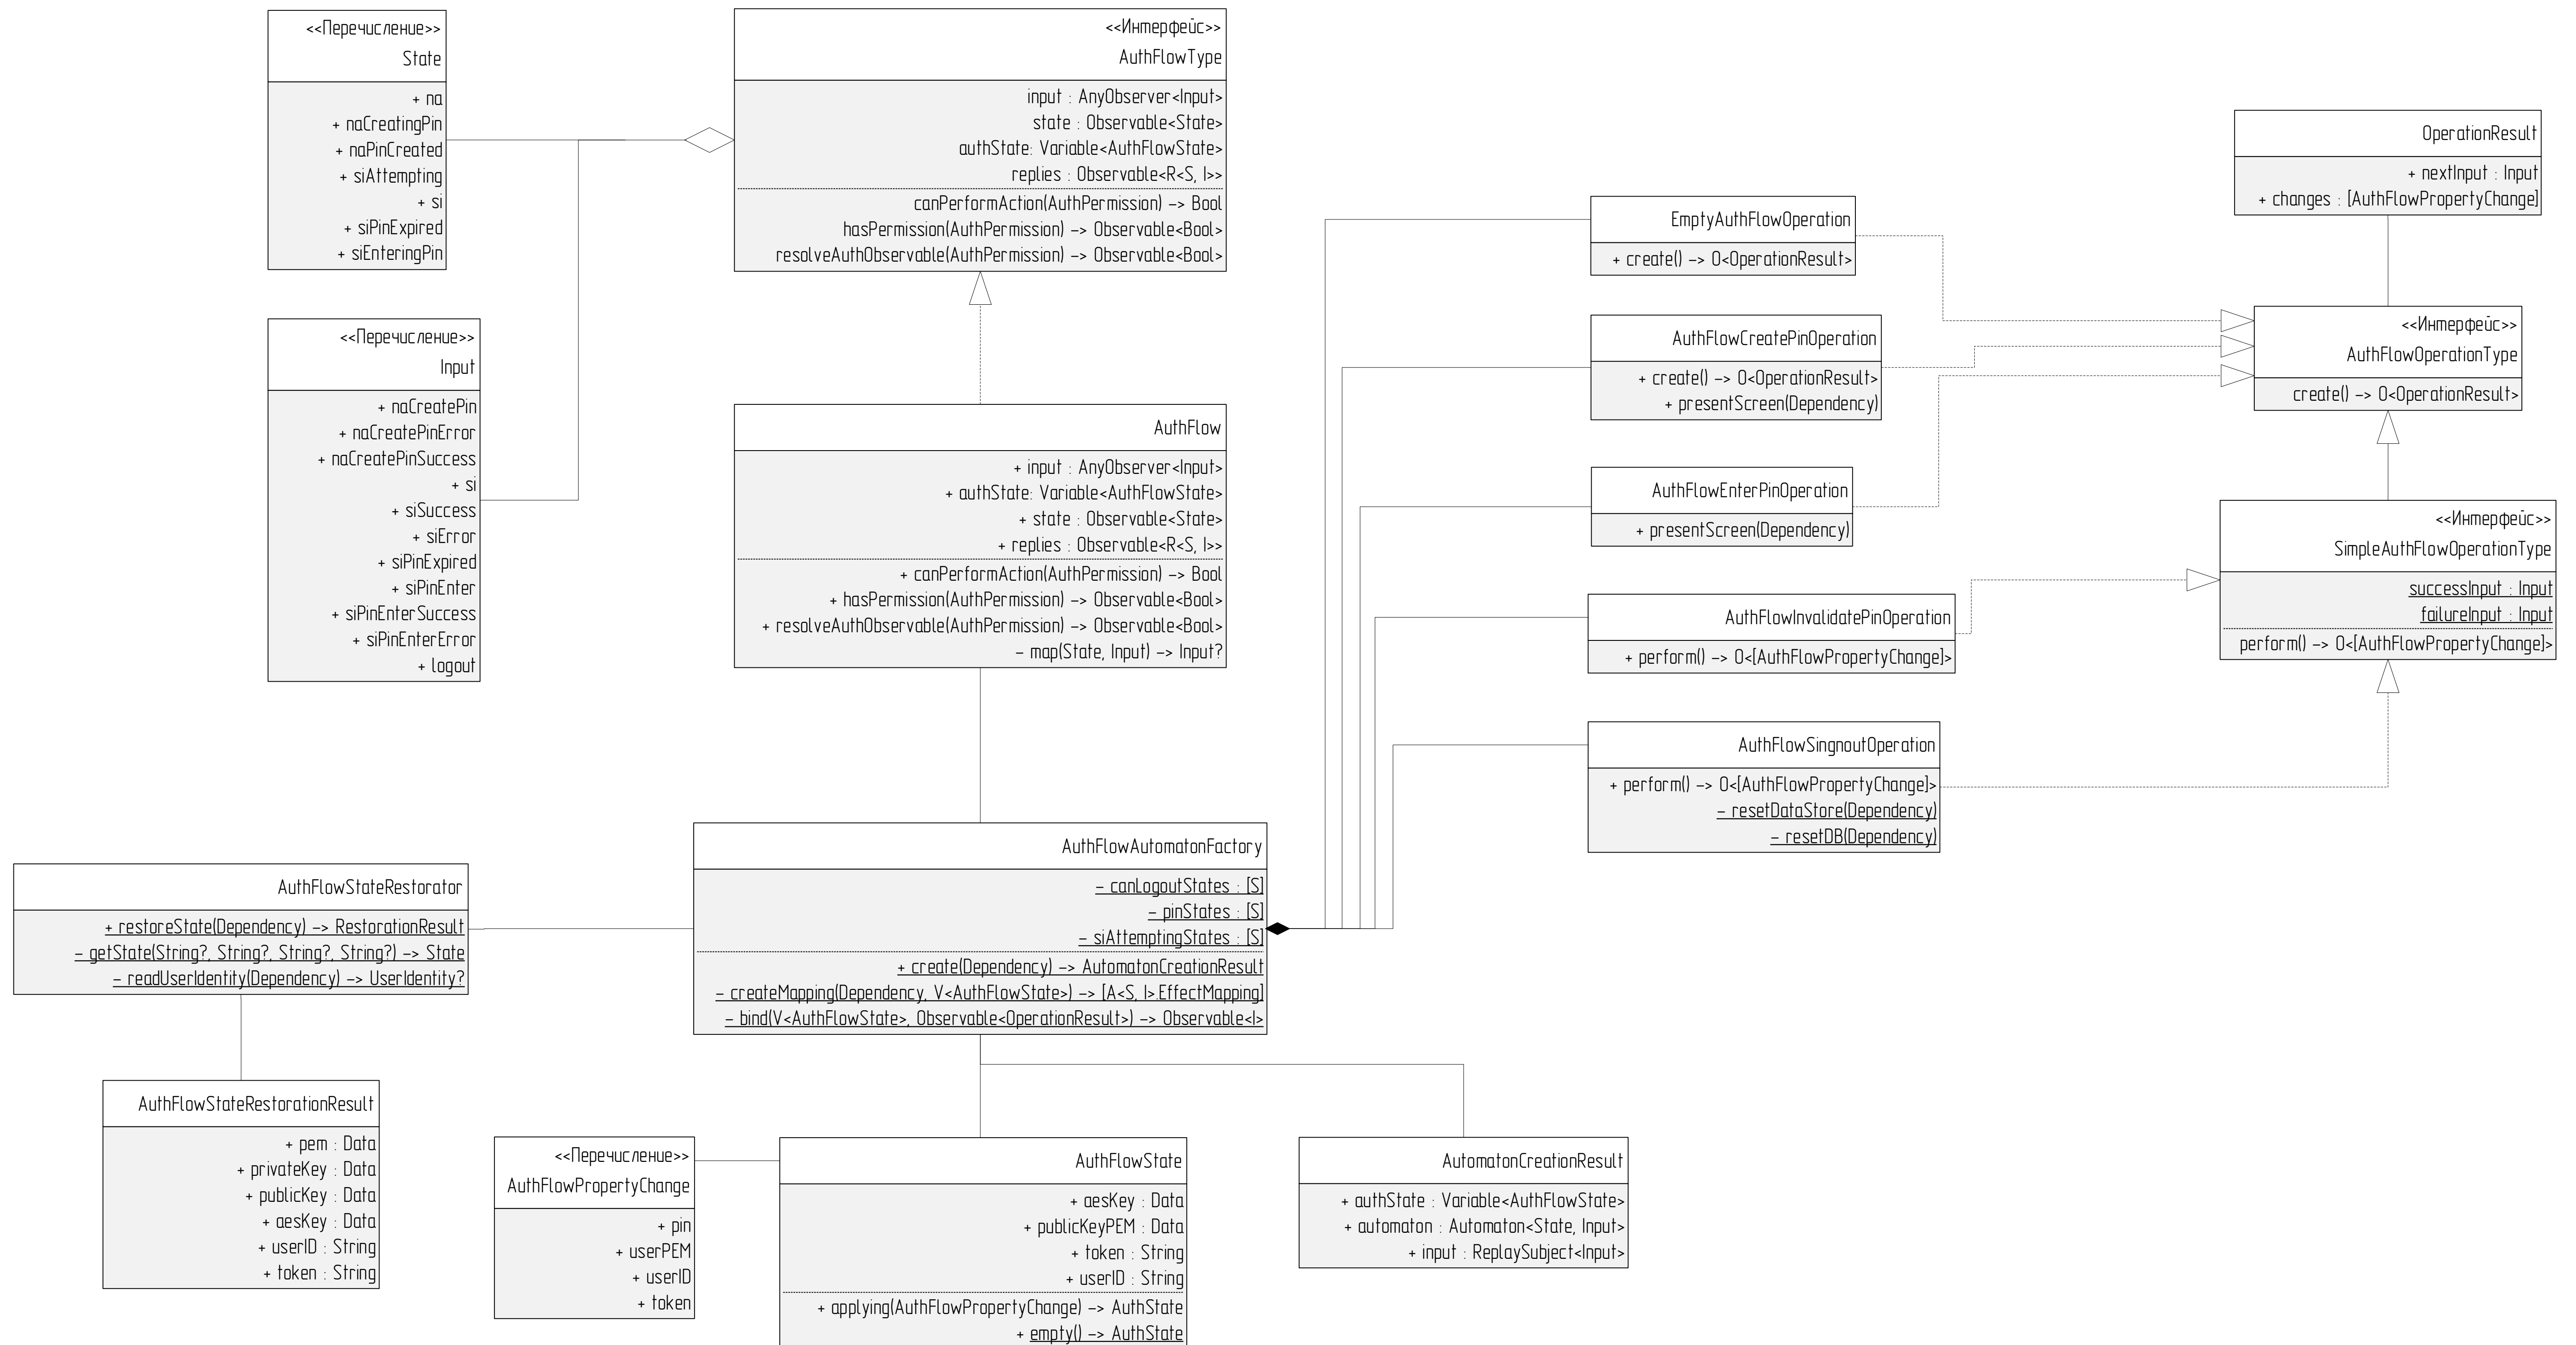 <<Перечисление>>
State
+ na
+ naCreatingPin
+ naPinCreated
+ siAttempting
+ si
+ siPinExpired
+ siEnteringPin
<<Интерфейс>>
AuthFlowType
input : AnyObserver<Input>
state : Observable<State>
authState: Variable<AuthFlowState>
replies : Observable<R<S, I>>
canPerformAction(AuthPermission) -> Bool
hasPermission(AuthPermission) -> Observable<Bool>
resolveAuthObservable(AuthPermission) -> Observable<Bool>
<<Перечисление>>
Input
+ naCreatePin
+ naCreatePinError
+ naCreatePinSuccess
+ si
+ siSuccess
+ siError
+ siPinExpired
+ siPinEnter
+ siPinEnterSuccess
+ siPinEnterError
+ logout
AuthFlow
+ input : AnyObserver<Input>
+ authState: Variable<AuthFlowState>
+ state : Observable<State>
+ replies : Observable<R<S, I>>
+ canPerformAction(AuthPermission) -> Bool
+ hasPermission(AuthPermission) -> Observable<Bool>
+ resolveAuthObservable(AuthPermission) -> Observable<Bool>
- map(State, Input) -> Input?
OperationResult
+ nextInput : Input
+ changes : [AuthFlowPropertyChange]
EmptyAuthFlowOperation
+ create() -> O<OperationResult>
AuthFlowCreatePinOperation
+ create() -> O<OperationResult>
+ presentScreen(Dependency)
<<Интерфейс>>
AuthFlowOperationType
create() -> O<OperationResult>
AuthFlowEnterPinOperation
+ presentScreen(Dependency)
<<Интерфейс>>
SimpleAuthFlowOperationType
successInput : Input
failureInput : Input
perform() -> O<[AuthFlowPropertyChange]>
AuthFlowInvalidatePinOperation
+ perform() -> O<[AuthFlowPropertyChange]>
AuthFlowSingnoutOperation
+ perform() -> O<[AuthFlowPropertyChange]>
- resetDataStore(Dependency)
- resetDB(Dependency)
AuthFlowStateRestorator
+ restoreState(Dependency) -> RestorationResult
- getState(String?, String?, String?, String?) -> State
- readUserIdentity(Dependency) -> UserIdentity?
AuthFlowAutomatonFactory
- canLogoutStates : [S]
- pinStates : [S]
- siAttemptingStates : [S]
+ create(Dependency) -> AutomatonCreationResult
- createMapping(Dependency, V<AuthFlowState>) -> [A<S, I>.EffectMapping]
- bind(V<AuthFlowState>, Observable<OperationResult>) -> Observable<I>
AuthFlowStateRestorationResult
+ pem : Data
+ privateKey : Data
+ publicKey : Data
+ aesKey : Data
+ userID : String
+ token : String
<<Перечисление>>
AuthFlowPropertyChange
+ pin
+ userPEM
+ userID
+ token
AuthFlowState
+ aesKey : Data
+ publicKeyPEM : Data
+ token : String
+ userID : String
+ applying(AuthFlowPropertyChange) -> AuthState
+ empty() -> AuthState
AutomatonCreationResult
+ authState : Variable<AuthFlowState>
+ automaton : Automaton<State, Input>
+ input : ReplaySubject<Input>